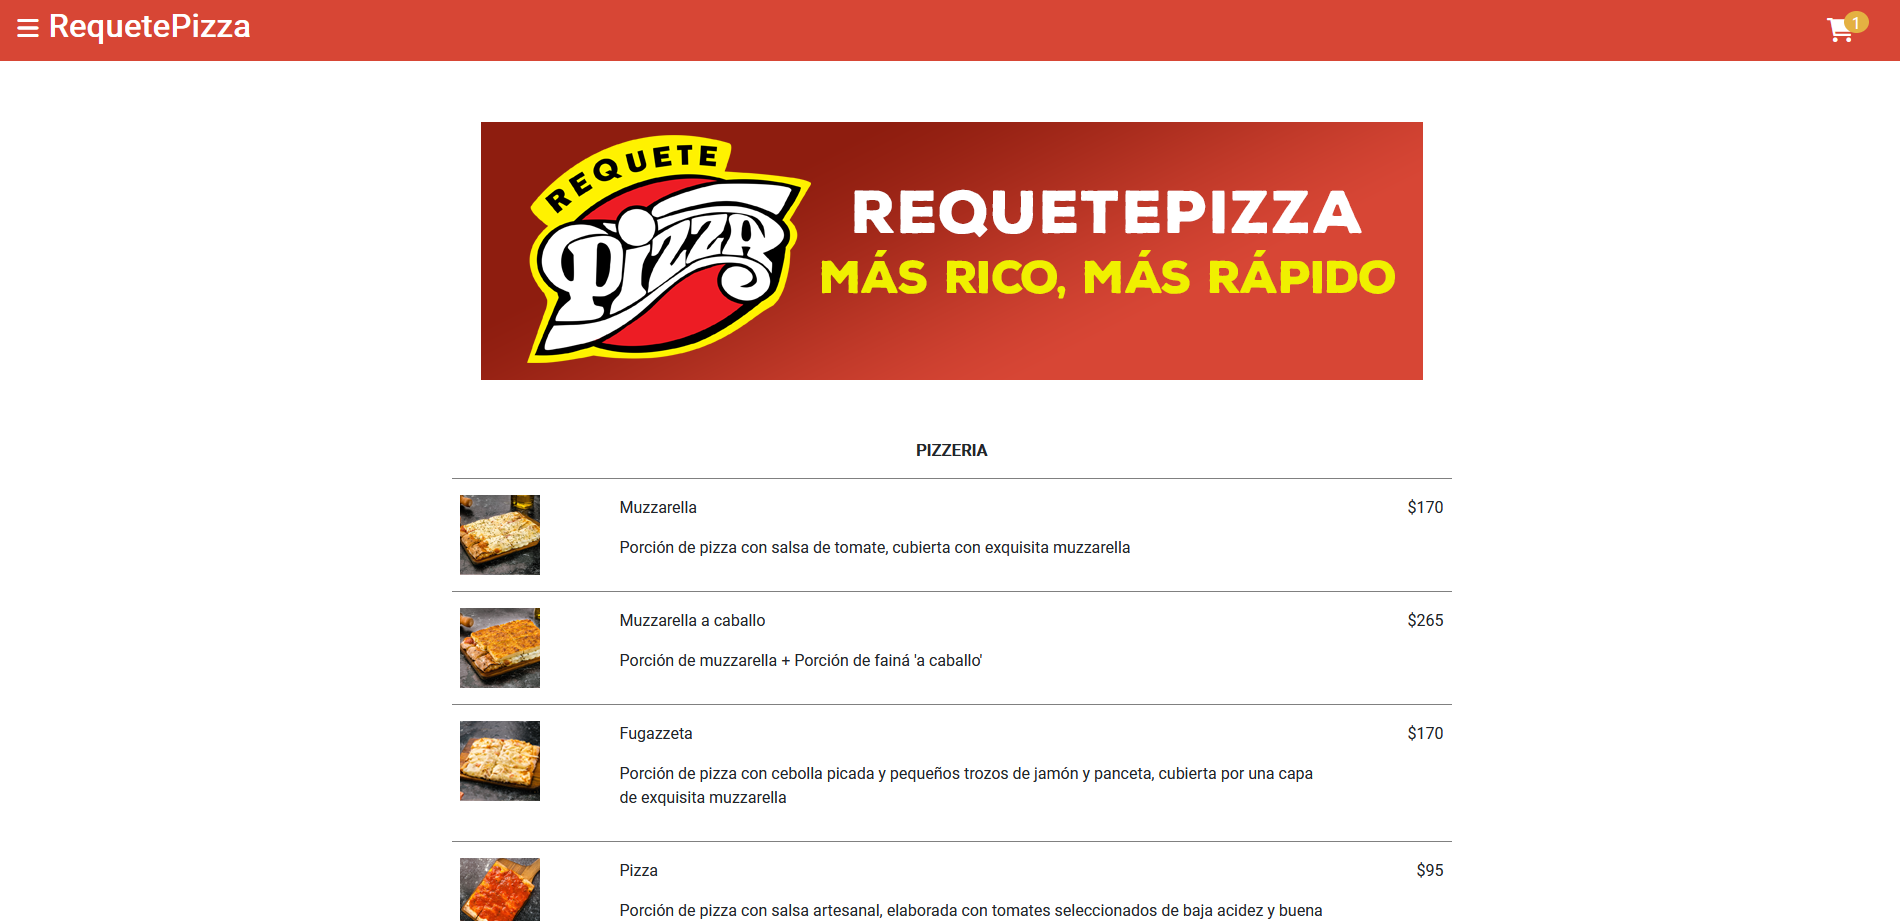 RequetePizza
1
REQUETE
Pizza
REQUETEPIZZA
MÁS RICO, MÁS RÁPIDO
PIZZERIA
Muzzarella
$170
Porción de pizza con salsa de tomate, cubierta con exquisita muzzarella
Muzzarella a caballo
$265
Porción de muzzarella + Porción de fainá 'a caballo'
Fugazzeta
$170
Porción de pizza con cebolla picada y pequeños trozos de jamón y panceta, cubierta por una capa
de exquisita muzzarella
Pizza
$95
Porción de pizza con salsa artesanal, elaborada con tomates seleccionados de baja acidez y buena